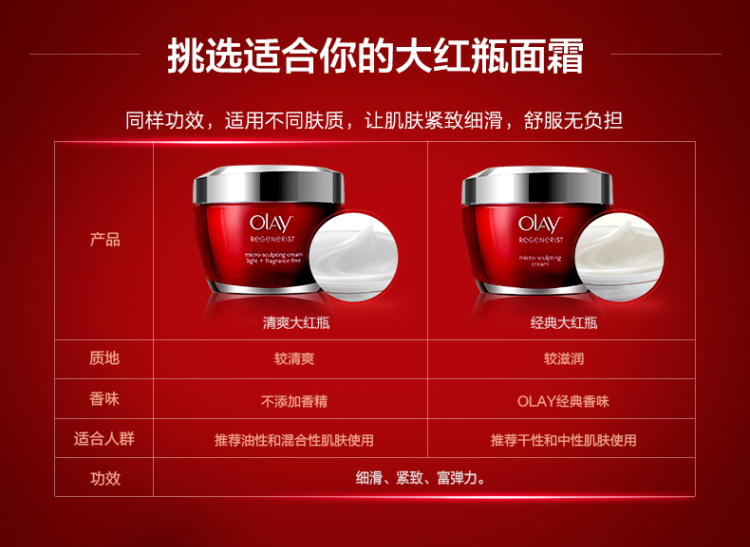 挑选适合你的大红瓶面霜
同样功效，适用不同肤质，让肌肤紧致细滑，舒服无负担
产品
OLAY
REGENERIST
micro-sculpting cream
light + fragrance-free
清爽大红瓶
OLAY
REGENERIST
micro-sculpting
cream
经典大红瓶
质地
较清爽
较滋润
香味
不添加香精
OLAY经典香味
适合人群
推荐油性和混合性肌肤使用
推荐干性和中性肌肤使用
功效
细滑、紧致、富弹力。